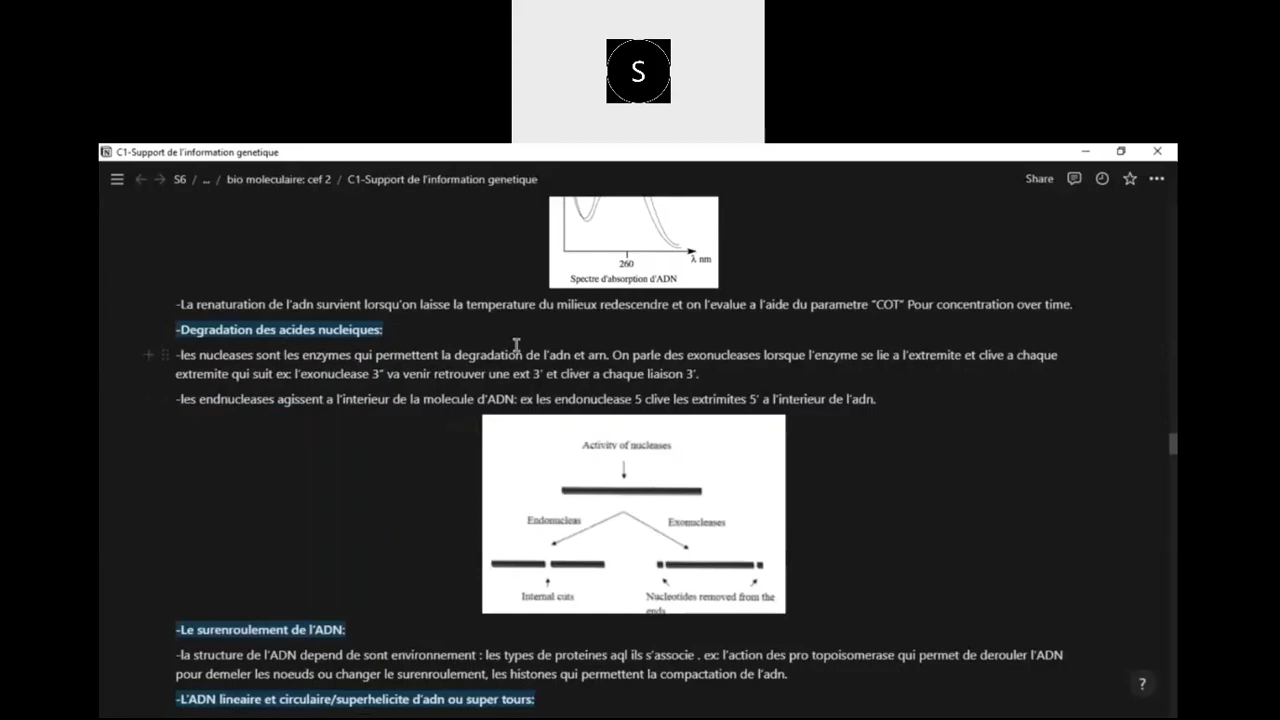 S
C1-Support de l'information genetique
S6 / ... / bio moleculaire: cef 2 / C1-Support de l'information genetique
Share
260
λ nm
Spectre d'absorption d'ADN
-La renaturation de l'adn survient lorsqu'on laisse la temperature du milieux redescendre et on l'evalue a l'aide du parametre "COT" Pour concentration over time.
-Degradation des acides nucleiques:
-les nucleases sont les enzymes qui permettent la degradation de l'adn et arn. On parle des exonucleases lorsque l'enzyme se lie a l'extremite et clive a chaque
extremite qui suit ex: l'exonuclease 3" va venir retrouver une ext 3' et cliver a chaque liaison 3'.
-les endnucleases agissent a l'interieur de la molecule d'ADN: ex les endonuclease 5 clive les extrimites 5' a l'interieur de l'adn.
Activity of nucleases
Endonucleas
Exonucleases
Internal cuts
Nucleotides removed from the
ends
-Le surenroulement de l'ADN:
-la structure de l'ADN depend de sont environnement : les types de proteines aql ils s'associe . ex: l'action des pro topoisomerase qui permet de derouler l'ADN
pour demeler les noeuds ou changer le surenroulement, les histones qui permettent la compactation de l'adn.
-L'ADN lineaire et circulaire/superhelicite d'adn ou super tours:
?